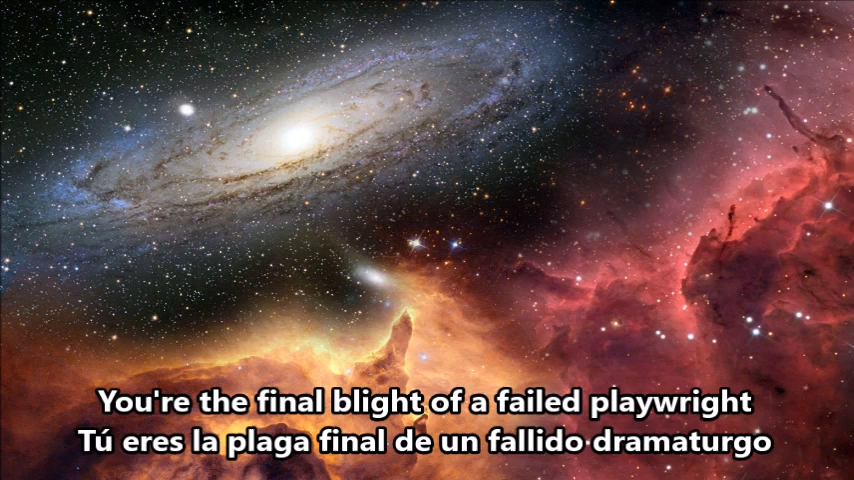 You're the final blight of a failed playwright
Tú eres la plaga final de un fallido dramaturgo